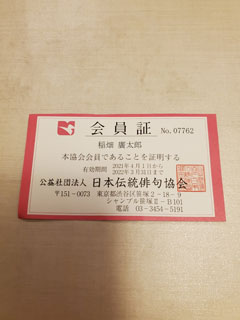 会員証 No.07762
稲畑 廣太郎
本協会会員であることを証明する
有効期間 2021年4月1日から
2022年3月31日まで
公益社団法人 日本伝統俳句協会
〒151-0073 東京都渋谷区笹塚2-18-9
シャンブル笹塚Ⅱ-B101
電話 03-3454-5191